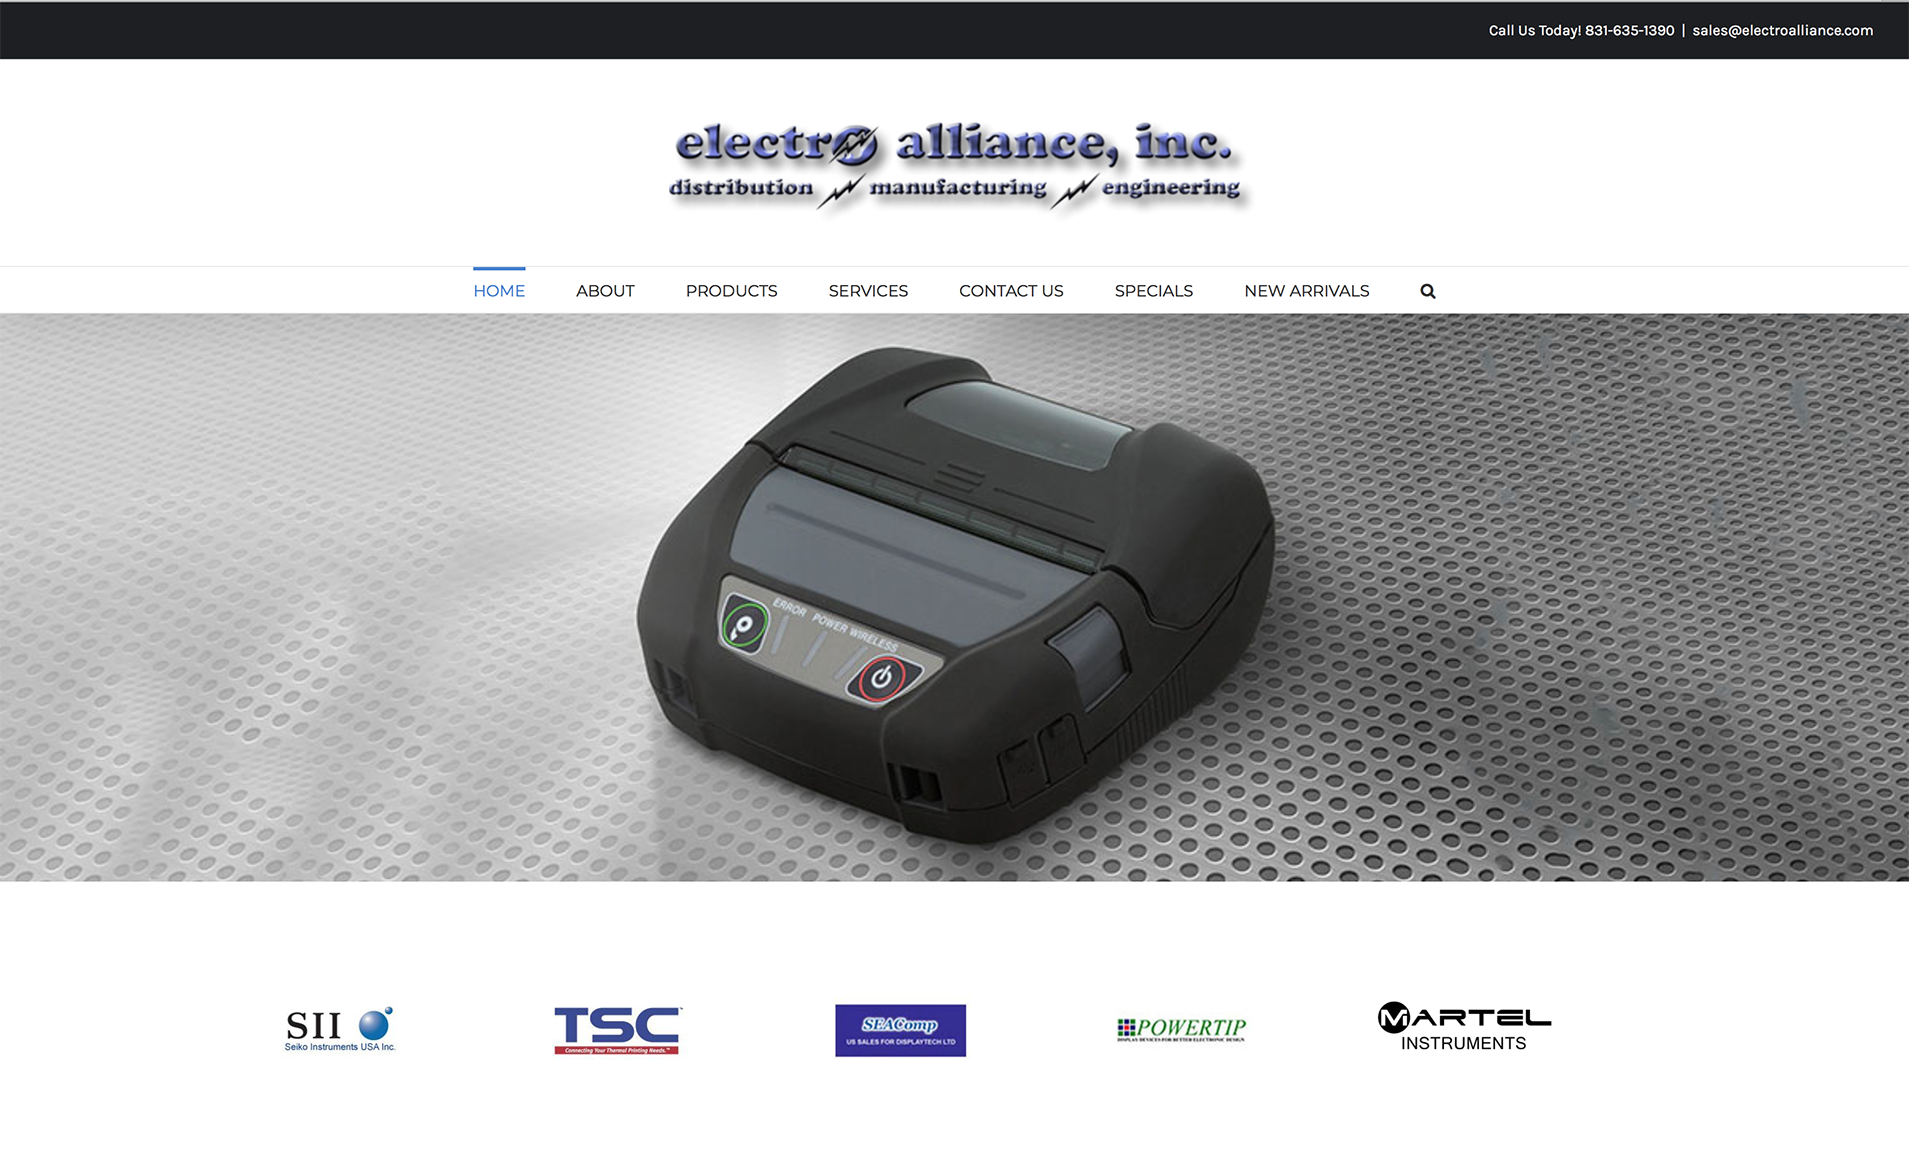 Call Us Today! 831-635-1390 | sales@electroalliance.com
electro alliance, inc.
distribution manufacturing engineering
HOME ABOUT PRODUCTS SERVICES CONTACT US SPECIALS NEW ARRIVALS
ERROR POWER WIRELESS
SII
Seiko Instruments USA Inc.
TSC
Connecting Your Thermal Printing Needs.™
SEAComp
US SALES FOR DISPLAYTECH LTD
POWERTIP
DISPLAY DEVICES FOR BETTER ELECTRONIC DESIGN
MARTEL
INSTRUMENTS